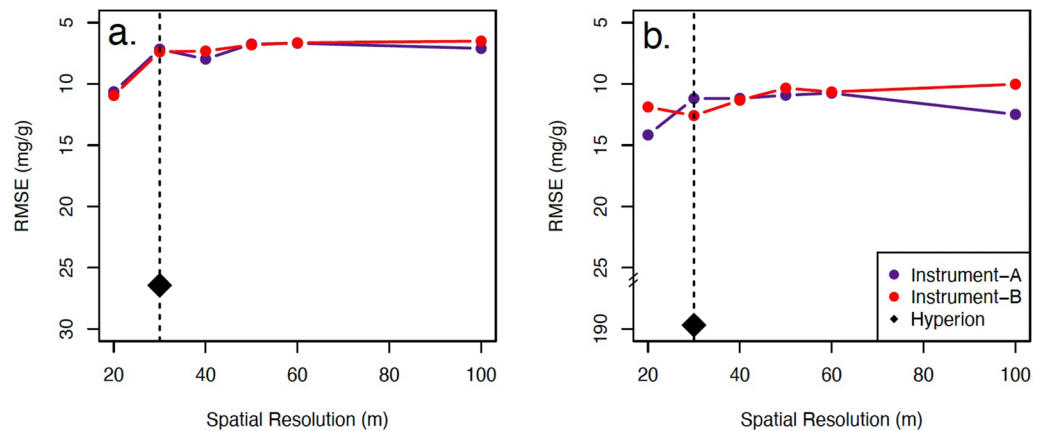 a.
5
10
15
20
25
30
RMSE (mg/g)
20 40 60 80 100
Spatial Resolution (m)
b.
5
10
15
20
25
190
RMSE (mg/g)
20 40 60 80 100
Spatial Resolution (m)
Instrument−A
Instrument−B
Hyperion